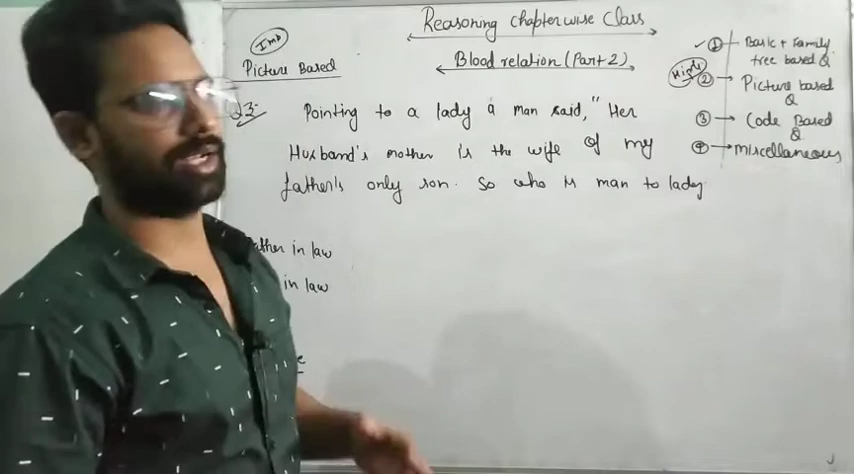 Reasoning Chapterwise Class
Imp
Picture Based
Blood relation (Part 2)
① Basic + Family
tree based Q
High
② → Picture based
Q
③ → Code Based
Q
④ → miscellaneous
Q3- Pointing to a lady a man said, "Her
Husband's mother is the wife of my
father's only son. So who is man to lady
in law
in law